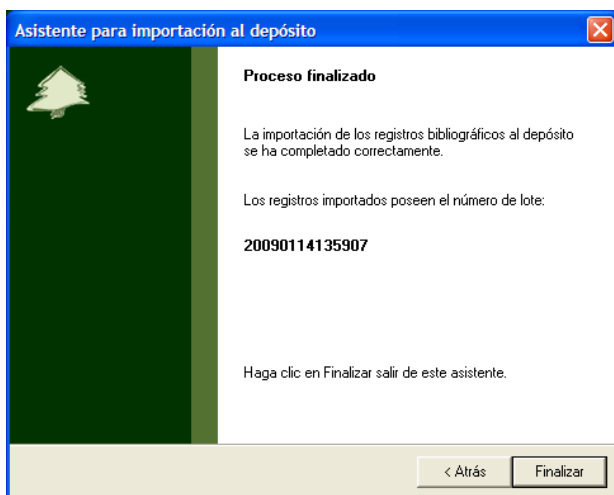 Asistente para importación al depósito
Proceso finalizado
La importación de los registros bibliográficos al depósito
se ha completado correctamente.
Los registros importados poseen el número de lote:
20090114135907
Haga clic en Finalizar salir de este asistente.
< Atrás
Finalizar